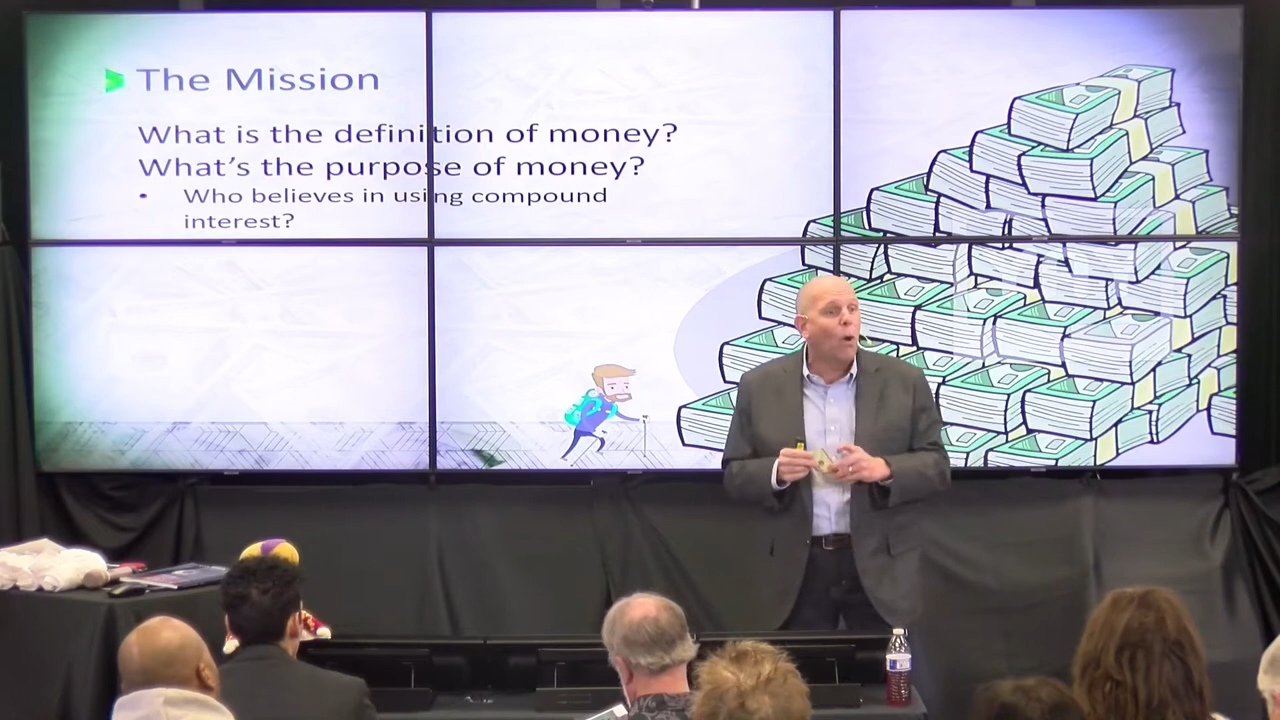 The Mission
What is the definition of money?
What's the purpose of money?
• Who believes in using compound
interest?